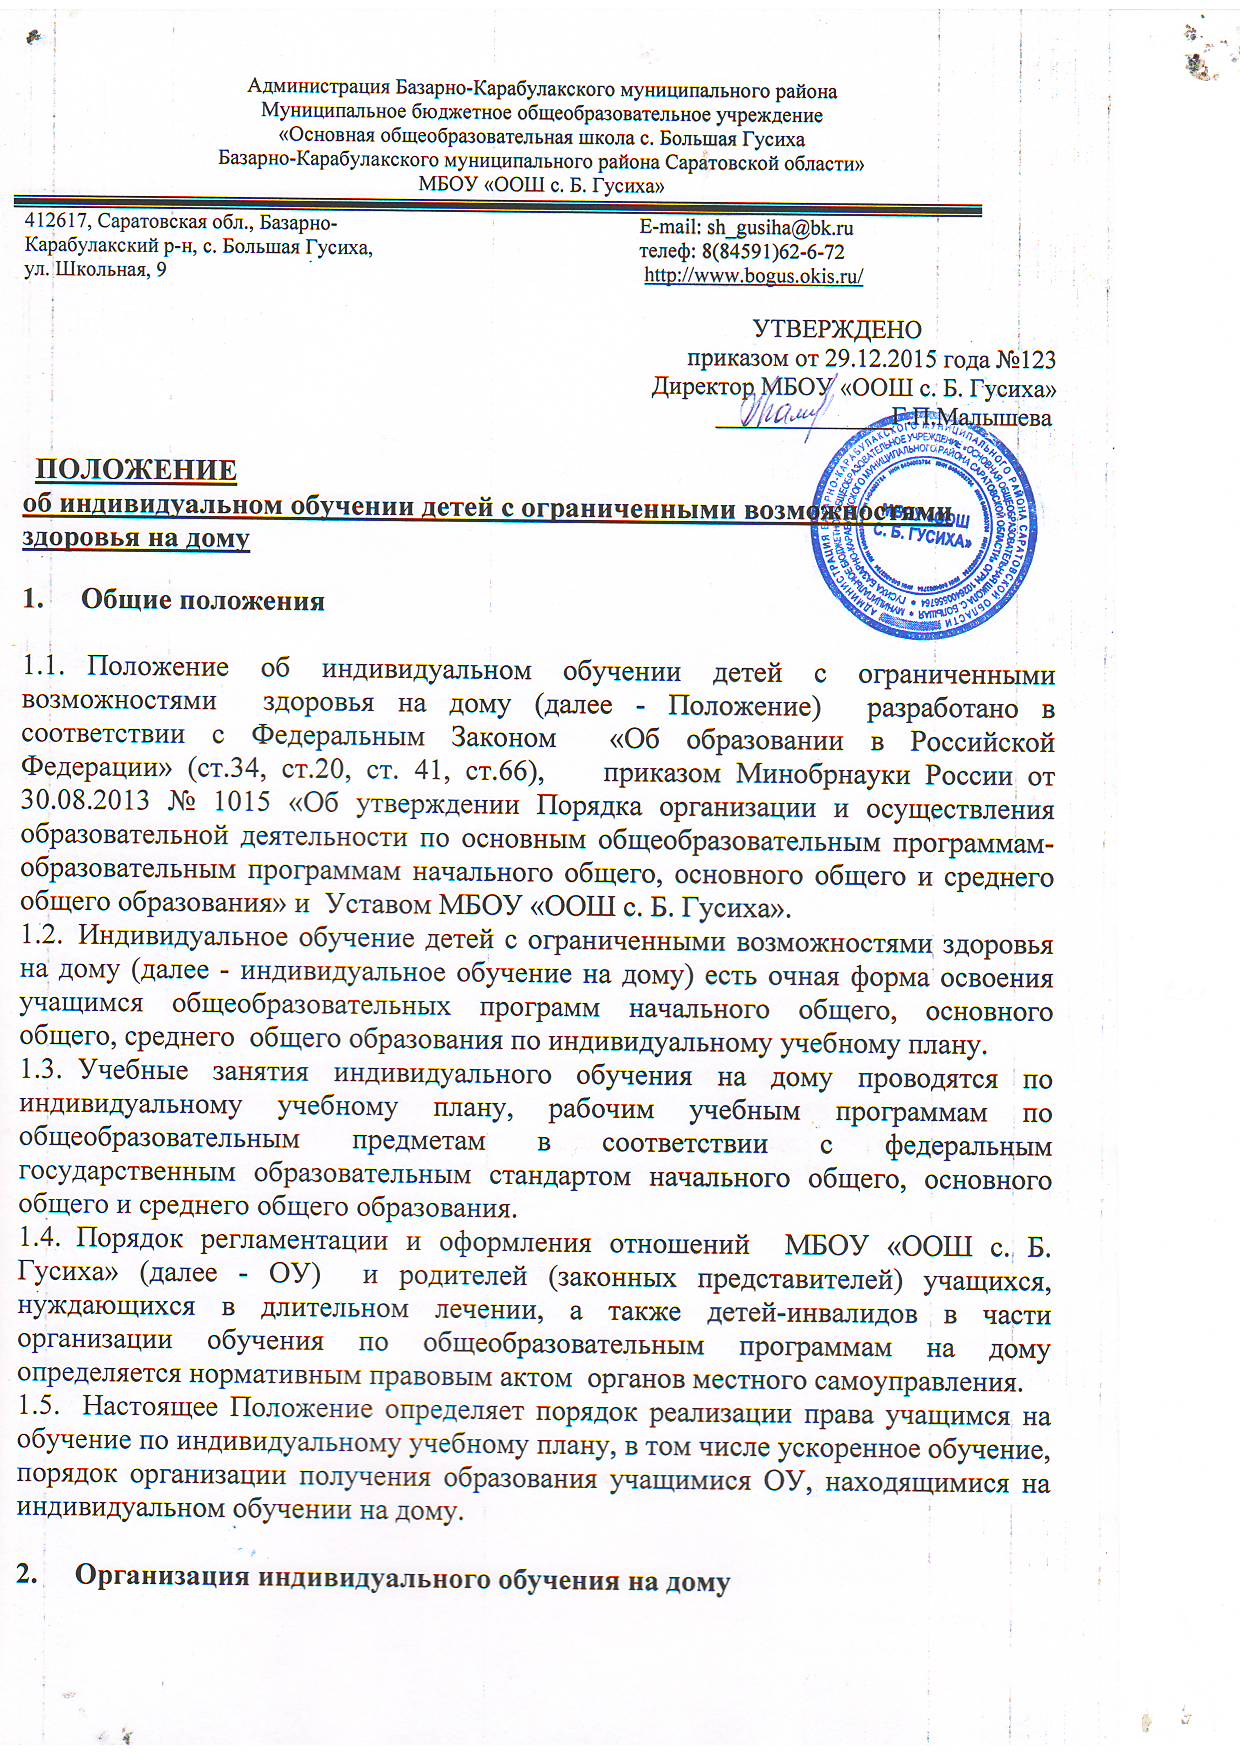 Администрация Базарно-Карабулакского муниципального района
Муниципальное бюджетное общеобразовательное учреждение
«Основная общеобразовательная школа с. Большая Гусиха
Базарно-Карабулакского муниципального района Саратовской области»
МБОУ «ООШ с. Б. Гусиха»
412617, Саратовская обл., Базарно-
Карабулакский р-н, с. Большая Гусиха,
ул. Школьная, 9
E-mail: sh_gusiha@bk.ru
телеф: 8(84591)62-6-72
http://www.bogus.okis.ru/
УТВЕРЖДЕНО
приказом от 29.12.2015 года №123
Директор МБОУ «ООШ с. Б. Гусиха»
Г.П.Малышева
МБОУ «ООШ
С. Б. ГУСИХА»
ПОЛОЖЕНИЕ
об индивидуальном обучении детей с ограниченными возможностями
здоровья на дому
1. Общие положения
1.1. Положение об индивидуальном обучении детей с ограниченными
возможностями здоровья на дому (далее - Положение) разработано в
соответствии с Федеральным Законом «Об образовании в Российской
Федерации» (ст.34, ст.20, ст. 41, ст.66), приказом Минобрнауки России от
30.08.2013 № 1015 «Об утверждении Порядка организации и осуществления
образовательной деятельности по основным общеобразовательным программам-
образовательным программам начального общего, основного общего и среднего
общего образования» и Уставом МБОУ «ООШ с. Б. Гусиха».
1.2. Индивидуальное обучение детей с ограниченными возможностями здоровья
на дому (далее - индивидуальное обучение на дому) есть очная форма освоения
учащимся общеобразовательных программ начального общего, основного
общего, среднего общего образования по индивидуальному учебному плану.
1.3. Учебные занятия индивидуального обучения на дому проводятся по
индивидуальному учебному плану, рабочим учебным программам по
общеобразовательным предметам в соответствии с федеральным
государственным образовательным стандартом начального общего, основного
общего и среднего общего образования.
1.4. Порядок регламентации и оформления отношений МБОУ «ООШ с. Б.
Гусиха» (далее - ОУ) и родителей (законных представителей) учащихся,
нуждающихся в длительном лечении, а также детей-инвалидов в части
организации обучения по общеобразовательным программам на дому
определяется нормативным правовым актом органов местного самоуправления.
1.5. Настоящее Положение определяет порядок реализации права учащимся на
обучение по индивидуальному учебному плану, в том числе ускоренное обучение,
порядок организации получения образования учащимися ОУ, находящимися на
индивидуальном обучении на дому.
2. Организация индивидуального обучения на дому